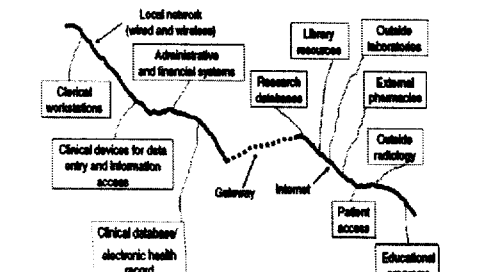 Local network
(wired and wireless)
Administrative
and financial systems
Library
resources
Outside
laboratories
Clerical
workstations
Research
databases
External
pharmacies
Clinical devices for data
entry and information
access
Outside
radiology
Gateway
Internet
Patient
access
Clinical database/
electronic health
record
Educational